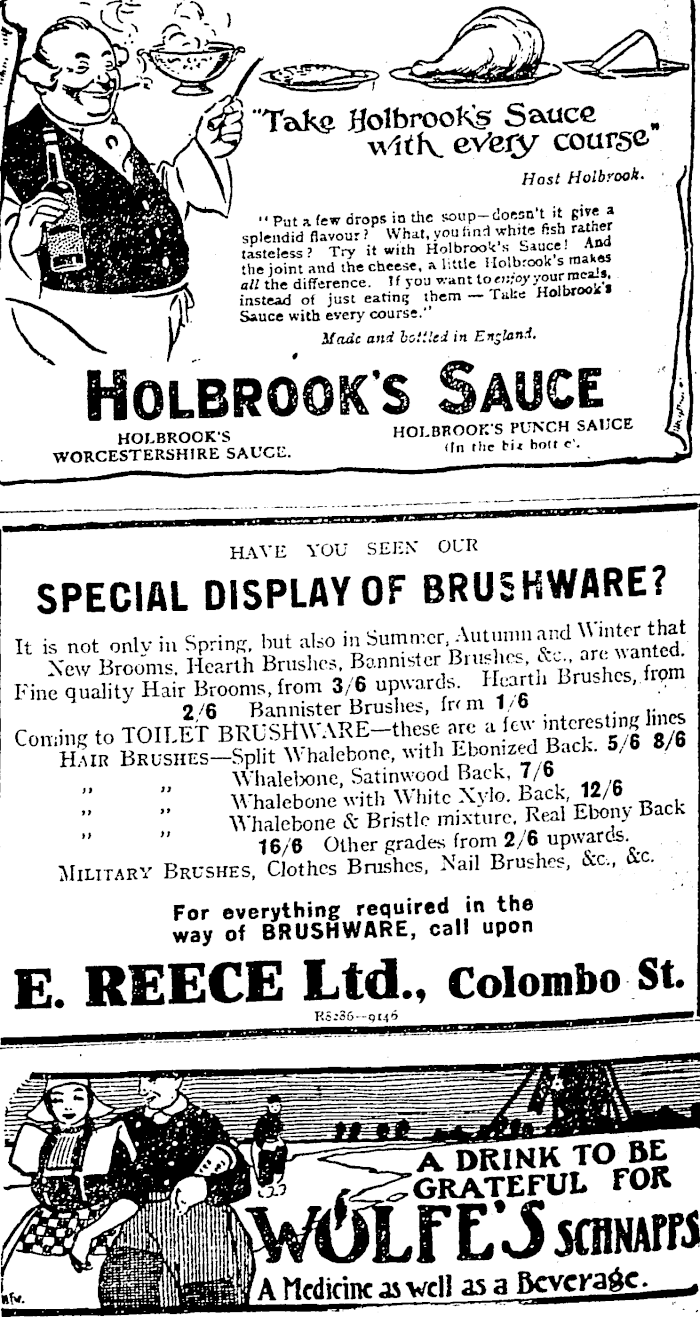 "Take Holbrook's Sauce
with every course"
Host Holbrook.
"Put a few drops in the soup—doesn't it give a
splendid flavour? What, you find white fish rather
tasteless? Try it with Holbrook's Sauce! And
the joint and the cheese, a little Holbrook's makes
all the difference. If you want to enjoy your meals,
instead of just eating them — Take Holbrook's
Sauce with every course."
Made and bottled in England.
HOLBROOK'S SAUCE
HOLBROOK'S
WORCESTERSHIRE SAUCE.
HOLBROOK'S PUNCH SAUCE
(In the big
HAVE YOU SEEN OUR
SPECIAL DISPLAY OF BRUSHWARE?
It is not only in Spring, but also in Summer, Autumn and Winter that
New Brooms, Hearth Brushes, Bannister Brushes, &c., are wanted.
Fine quality Hair Brooms, from 3/6 upwards. Hearth Brushes, from
2/6 Bannister Brushes, from 1/6
Coming to TOILET BRUSHWARE—these are a few interesting lines
HAIR BRUSHES—Split Whalebone, with Ebonized Back. 5/6 8/6
" " Whalebone, Satinwood Back, 7/6
" " Whalebone with White Xylo. Back, 12/6
" " Whalebone & Bristle mixture, Real Ebony Back
16/6 Other grades from 2/6 upwards.
MILITARY BRUSHES, Clothes Brushes, Nail Brushes, &c., &c.
For everything required in the
way of BRUSHWARE, call upon
E. REECE Ltd., Colombo St.
R8286—9146
A DRINK TO BE
GRATEFUL FOR
WOLFE'S SCHNAPPS
A Medicine as well as a Beverage.